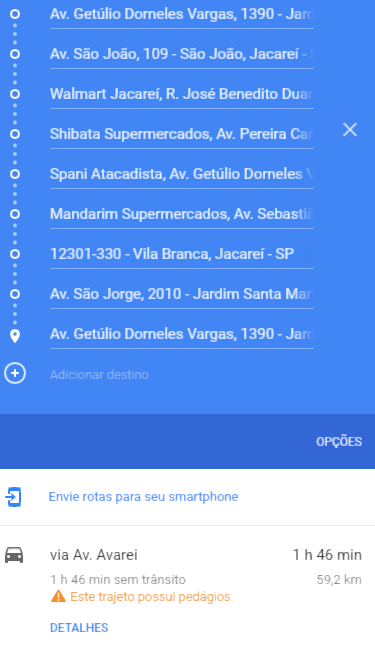 Av. Getúlio Dorneles Vargas, 1390 - Jard
Av. São João, 109 - São João, Jacareí -
Walmart Jacareí, R. José Benedito Duar
Shibata Supermercados, Av. Pereira Car
Spani Atacadista, Av. Getúlio Dorneles V
Mandarim Supermercados, Av. Sebastiã
12301-330 - Vila Branca, Jacareí - SP
Av. São Jorge, 2010 - Jardim Santa Mar
Av. Getúlio Dorneles Vargas, 1390 - Jard
Adicionar destino
OPÇÕES
Envie rotas para seu smartphone
via Av. Avarei 1 h 46 min
1 h 46 min sem trânsito 59,2 km
Este trajeto possui pedágios.
DETALHES